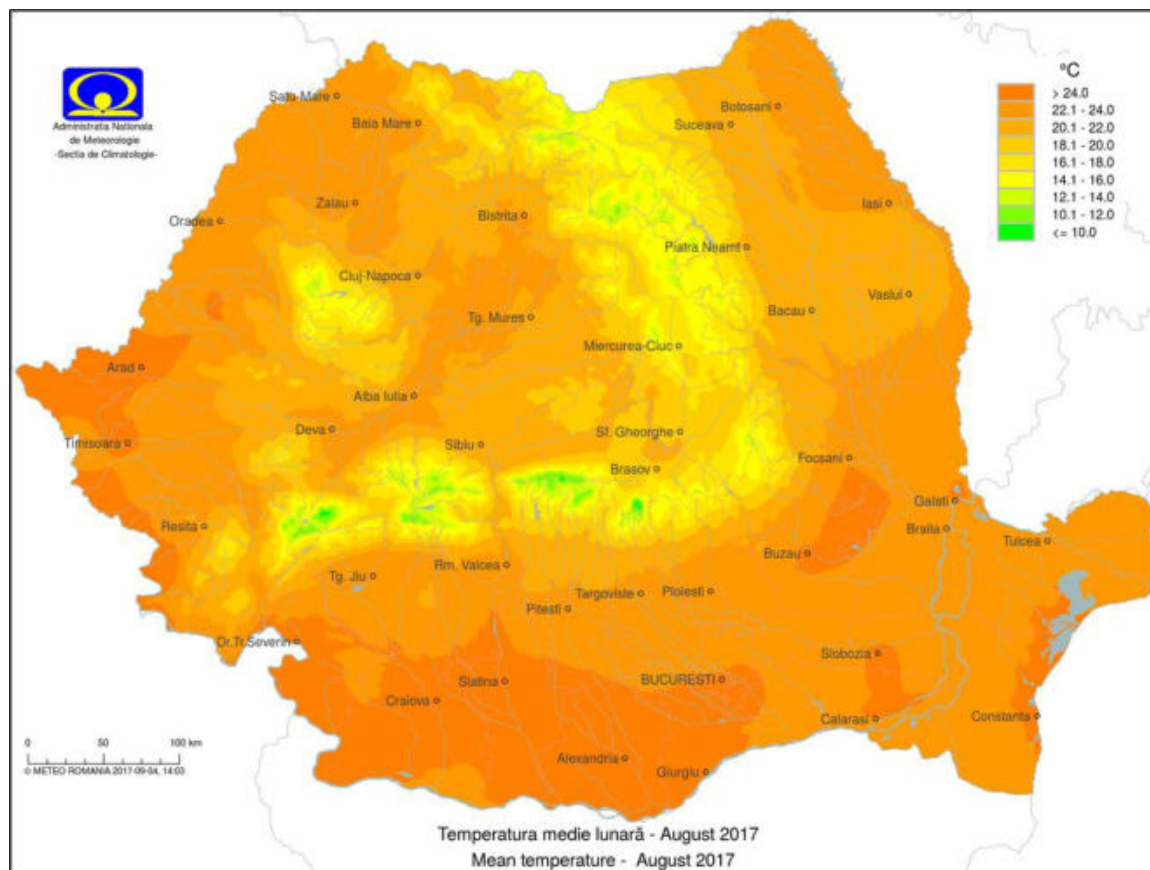 Administratia Nationala
de Meteorologie
-Sectia de Climatologie-
°C
> 24.0
22.1 - 24.0
20.1 - 22.0
18.1 - 20.0
16.1 - 18.0
14.1 - 16.0
12.1 - 14.0
10.1 - 12.0
<= 10.0
Satu-Mare
Baia Mare
Botosani
Suceava
Zalau
Oradea
Bistrita
Iasi
Piatra Neamt
Cluj-Napoca
Vaslui
Bacau
Tg. Mures
Miercurea-Ciuc
Arad
Alba Iulia
Deva
Timisoara
Sibiu
Sf. Gheorghe
Focsani
Brasov
Galati
Braila
Resita
Tulcea
Buzau
Rm. Valcea
Tg. Jiu
Targoviste
Ploiesti
Pitesti
Dr.Tr.Severin
Slobozia
Slatina
BUCURESTI
Craiova
Calarasi
Constanta
Alexandria
Giurgiu
0 50 100 km
© METEO ROMANIA 2017-09-04, 14:03
Temperatura medie lunară - August 2017
Mean temperature - August 2017